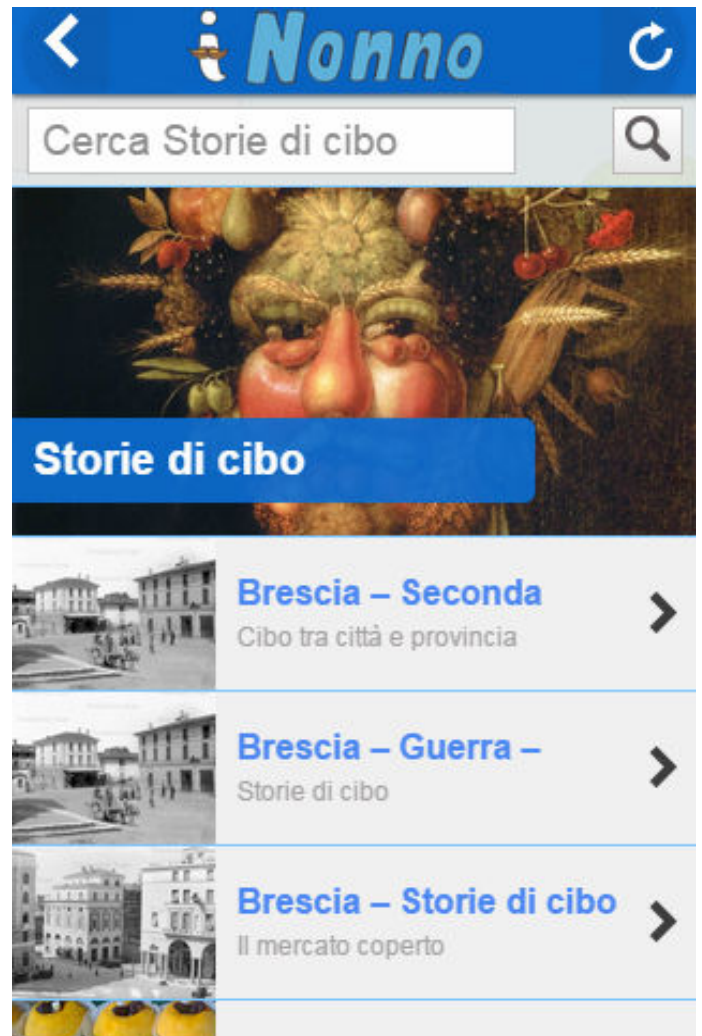 i Nonno
Cerca Storie di cibo
Storie di cibo
Brescia – Seconda
Cibo tra città e provincia
Brescia – Guerra –
Storie di cibo
Brescia – Storie di cibo
Il mercato coperto